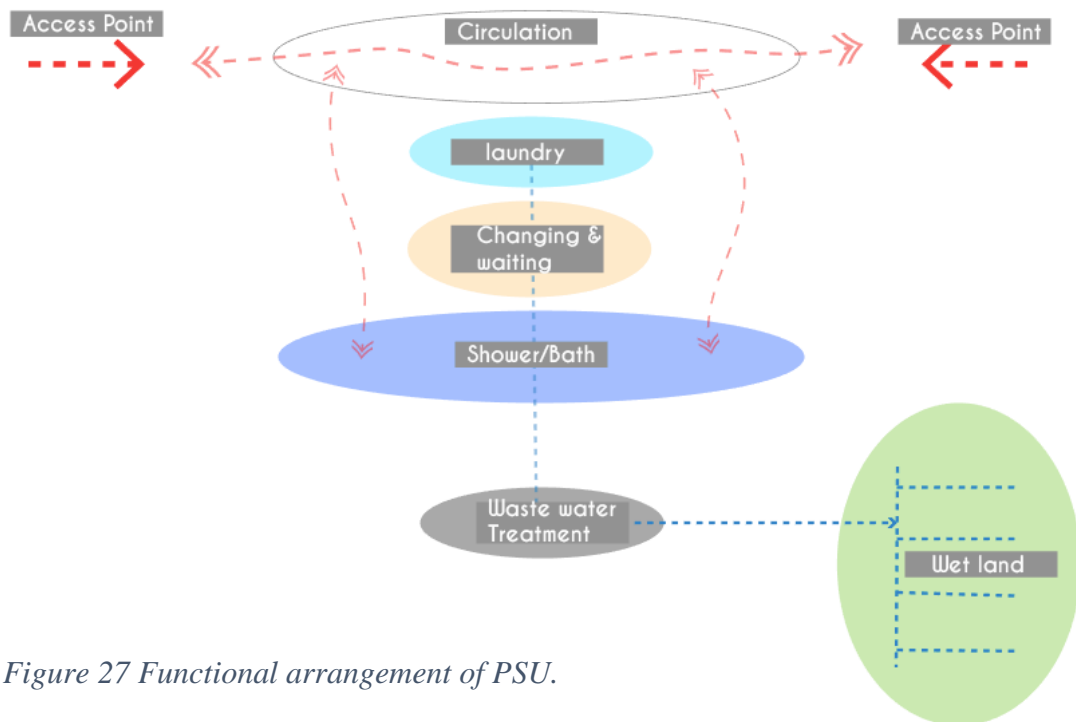 Access Point
Circulation
Access Point
laundry
Changing &
waiting
Shower/Bath
Waste water
Treatment
Wet land
Figure 27 Functional arrangement of PSU.